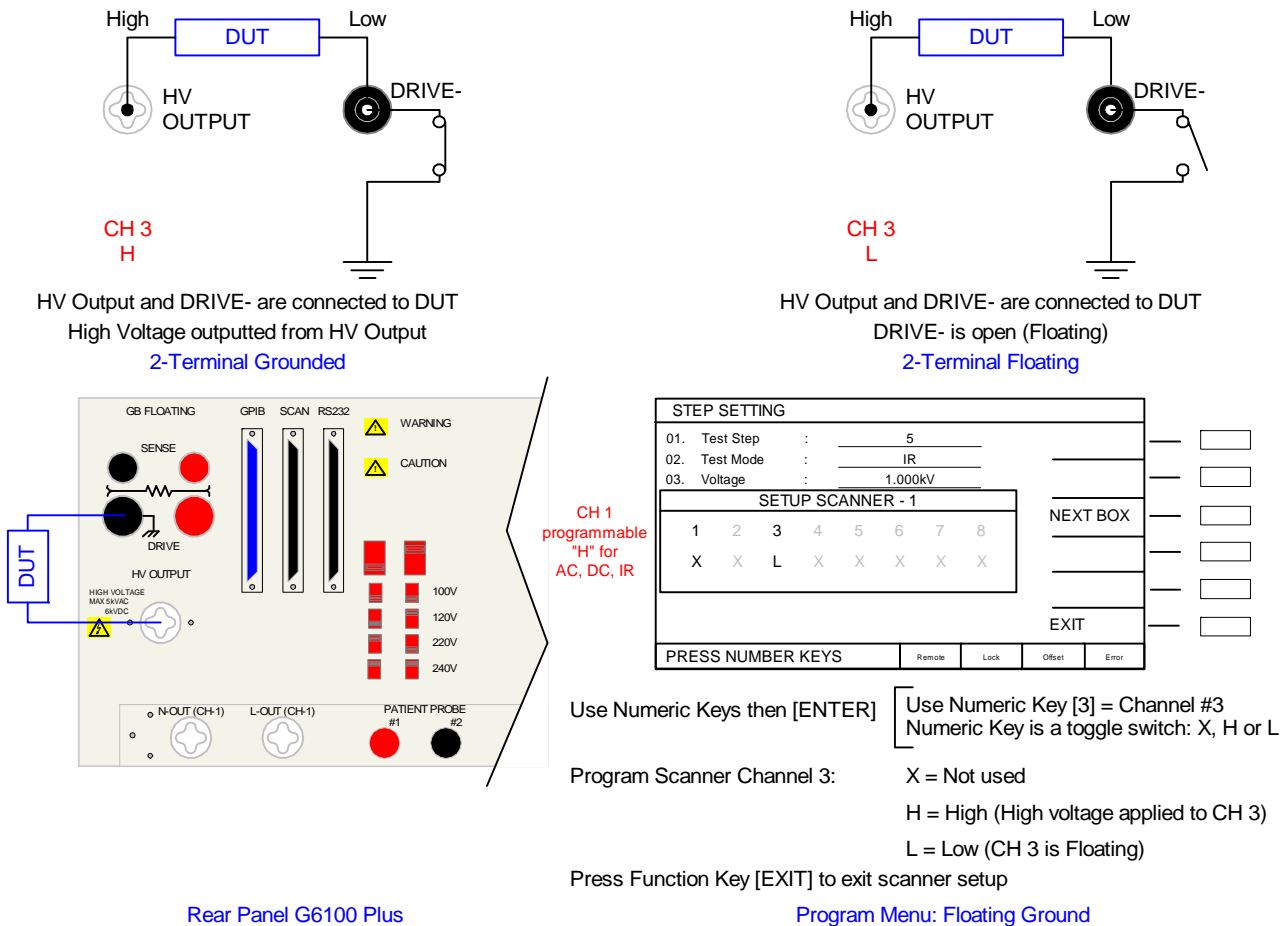 High
DUT
Low
HV
OUTPUT
DRIVE-
CH 3
H
HV Output and DRIVE- are connected to DUT
High Voltage outputted from HV Output
2-Terminal Grounded
High
DUT
Low
HV
OUTPUT
DRIVE-
CH 3
L
HV Output and DRIVE- are connected to DUT
DRIVE- is open (Floating)
2-Terminal Floating
GB FLOATING
GPIB SCAN RS232
WARNING
SENSE
CAUTION
DRIVE
DUT
HV OUTPUT
HIGH VOLTAGE
MAX 5kVAC
6kVDC
100V
120V
220V
240V
N-OUT (CH-1)
L-OUT (CH-1)
PATIENT PROBE
#1 #2
Rear Panel G6100 Plus
CH 1
programmable
"H" for
AC, DC, IR
STEP SETTING
01. Test Step : 5
02. Test Mode : IR
03. Voltage : 1.000kV
SETUP SCANNER - 1
1 2 3 4 5 6 7 8
X X L X X X X X
NEXT BOX
EXIT
PRESS NUMBER KEYS Remote Lock Offset Error
Use Numeric Keys then [ENTER]
Use Numeric Key [3] = Channel #3
Numeric Key is a toggle switch: X, H or L
Program Scanner Channel 3: X = Not used
H = High (High voltage applied to CH 3)
L = Low (CH 3 is Floating)
Press Function Key [EXIT] to exit scanner setup
Program Menu: Floating Ground